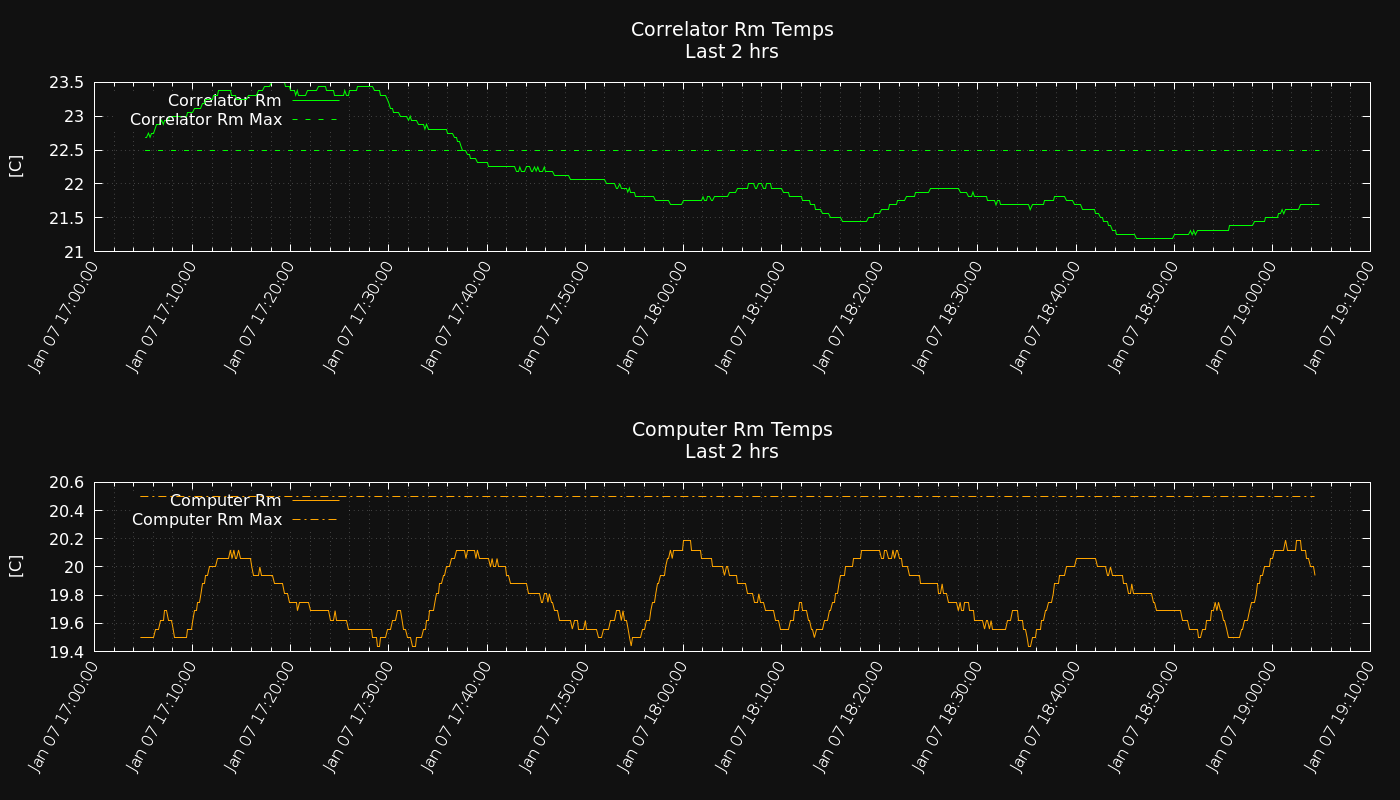 Correlator Rm Temps
Last 2 hrs
23.5
23
22.5
22
21.5
21
[C]
Correlator Rm
Correlator Rm Max
Jan 07 17:00:00
Jan 07 17:10:00
Jan 07 17:20:00
Jan 07 17:30:00
Jan 07 17:40:00
Jan 07 17:50:00
Jan 07 18:00:00
Jan 07 18:10:00
Jan 07 18:20:00
Jan 07 18:30:00
Jan 07 18:40:00
Jan 07 18:50:00
Jan 07 19:00:00
Jan 07 19:10:00
Computer Rm Temps
Last 2 hrs
20.6
20.4
20.2
20
19.8
19.6
19.4
[C]
Computer Rm
Computer Rm Max
Jan 07 17:00:00
Jan 07 17:10:00
Jan 07 17:20:00
Jan 07 17:30:00
Jan 07 17:40:00
Jan 07 17:50:00
Jan 07 18:00:00
Jan 07 18:10:00
Jan 07 18:20:00
Jan 07 18:30:00
Jan 07 18:40:00
Jan 07 18:50:00
Jan 07 19:00:00
Jan 07 19:10:00